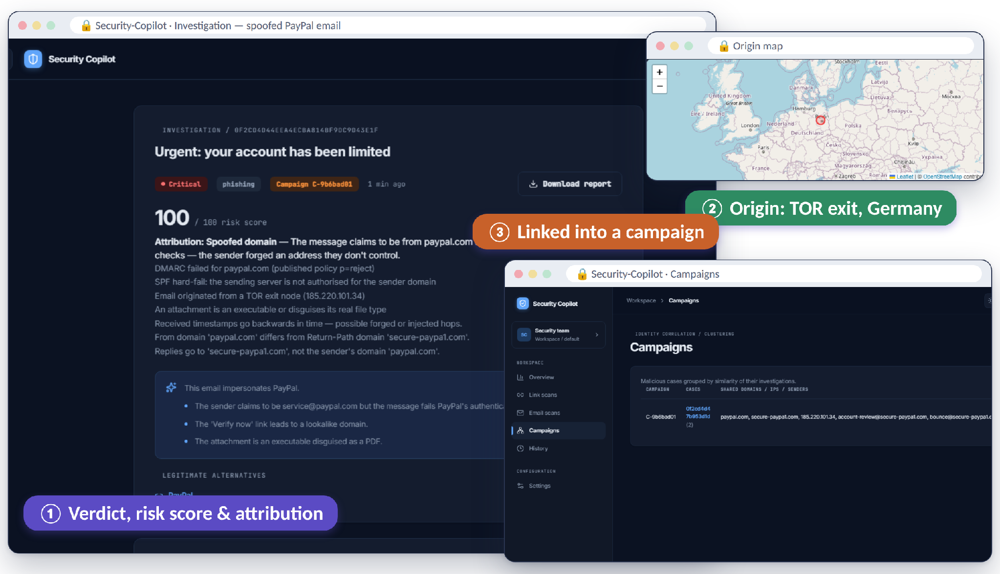 Security-Copilot · Investigation — spoofed PayPal email
Security Copilot
INVESTIGATION / 0F2CD4D44EEA4ECBA814BF9DC9D43E1F
Urgent: your account has been limited
Critical
phishing
Campaign C-9b6bad01
1 min ago
Download report
100 / 100 risk score
Attribution: Spoofed domain — The message claims to be from paypal.com
checks — the sender forged an address they don't control.
DMARC failed for paypal.com (published policy p=reject)
SPF hard-fail: the sending server is not authorised for the sender domain
Email originated from a TOR exit node (185.220.101.34)
An attachment is an executable or disguises its real file type
Received timestamps go backwards in time — possible forged or injected hops.
From domain 'paypal.com' differs from Return-Path domain 'secure-paypa1.com'.
Replies go to 'secure-paypa1.com', not the sender's domain 'paypal.com'.
This email impersonates PayPal.
• The sender claims to be service@paypal.com but the message fails PayPal's authentic
• The 'Verify now' link leads to a lookalike domain.
• The attachment is an executable disguised as a PDF.
LEGITIMATE ALTERNATIVES
PayPal
① Verdict, risk score & attribution
Origin map
+
−
Stockholm
Eesti
Latvija
Danmark
Lietuva
Москва
United Kingdom
Great Britain
Hamburg
Éire / Ireland
Беларусь
Berlin
London
Nederland
Polska
Deutschland
Česko
Київ
Paris
Slovensko
Україна
Chișinău
France
Magyarország
Zagreb
Român
Leaflet | © OpenStreetMap contrib
② Origin: TOR exit, Germany
③ Linked into a campaign
Security-Copilot · Campaigns
Security Copilot
SC
Security team
Workspace / default
WORKSPACE
Overview
Link scans
Email scans
Campaigns
History
CONFIGURATION
Settings
Workspace > Campaigns
IDENTITY CORRELATION / CLUSTERING
Campaigns
Malicious cases grouped by similarity of their investigations.
CAMPAIGN CASES SHARED DOMAINS / IPS / SENDERS
0f2cd4d4
C-9b6bad01 7b953d1d paypal.com, secure-paypa1.com, 185.220.101.34, account-review@secure-paypa1.com, bounce@secure-paypa1.c
(2)